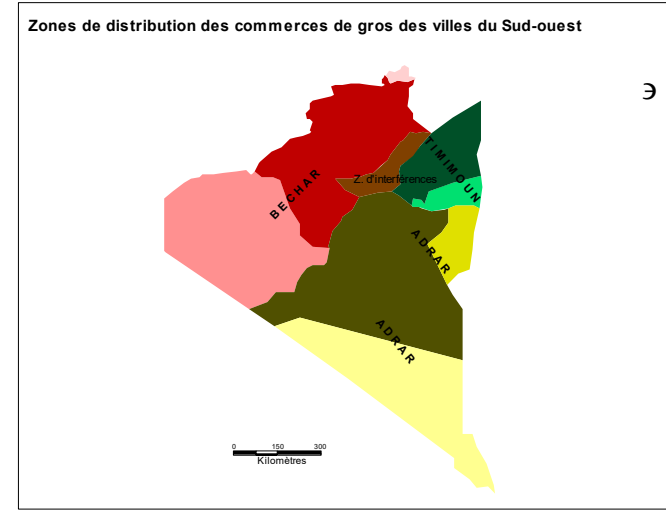 Zones de distribution des commerces de gros des villes du Sud-ouest
TIMIMOUN
Z. d'interférences
BECHAR
ADRAR
ADRAR
0 150 300
Kilomètres